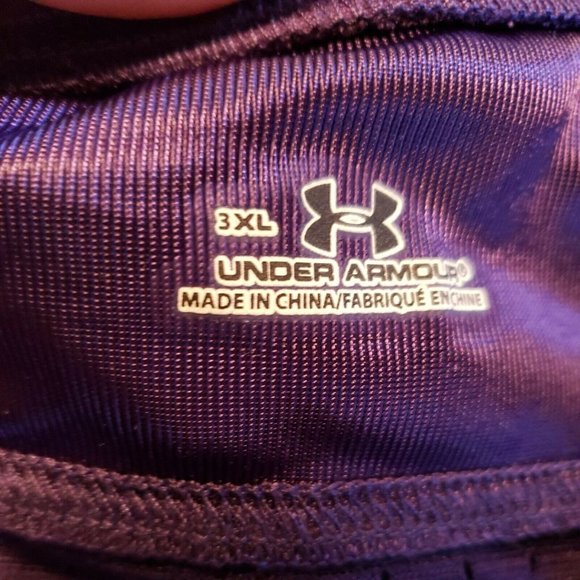 3XL
UNDER ARMOUR®
MADE IN CHINA/FABRIQUÉ EN CHINE